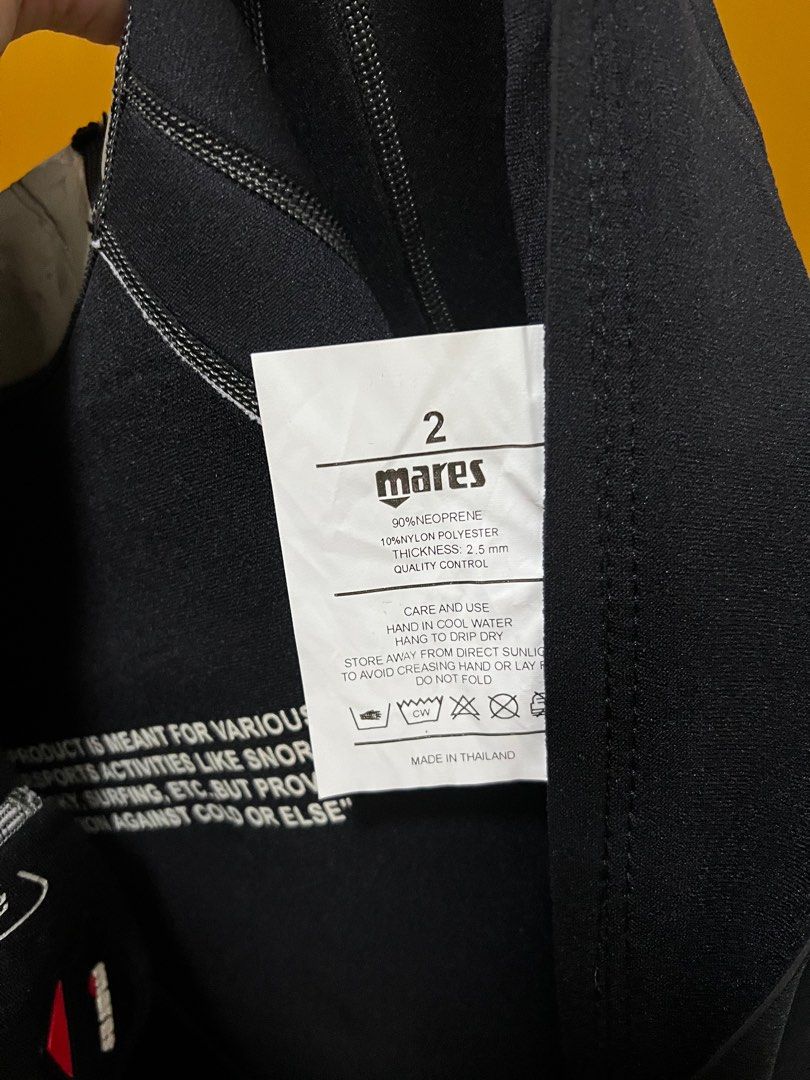 2
mares
90%NEOPRENE
10%NYLON POLYESTER
THICKNESS: 2.5 mm
QUALITY CONTROL
CARE AND USE
HAND IN COOL WATER
HANG TO DRIP DRY
STORE AWAY FROM DIRECT SUNLIG
TO AVOID CREASING HAND OR LAY F
DO NOT FOLD
CW
MADE IN THAILAND
PRODUCT IS MEANT FOR VARIOUS
SPORTS ACTIVITIES LIKE SNOR
SURFING, ETC. BUT PROV
AGAINST COLD OR ELSE"